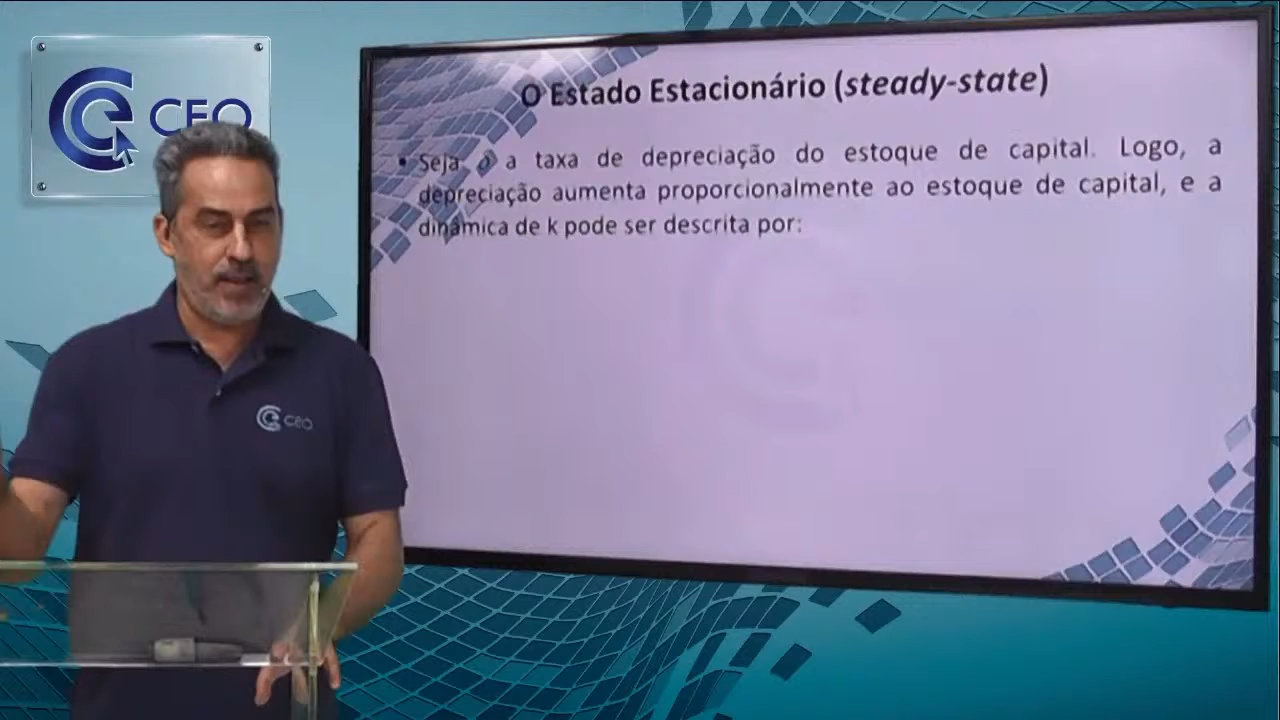 CEO
O Estado Estacionário (steady-state)
• Seja, a taxa de depreciação do estoque de capital. Logo, a
depreciação aumenta proporcionalmente ao estoque de capital, e a
dinâmica de k pode ser descrita por:
ceo